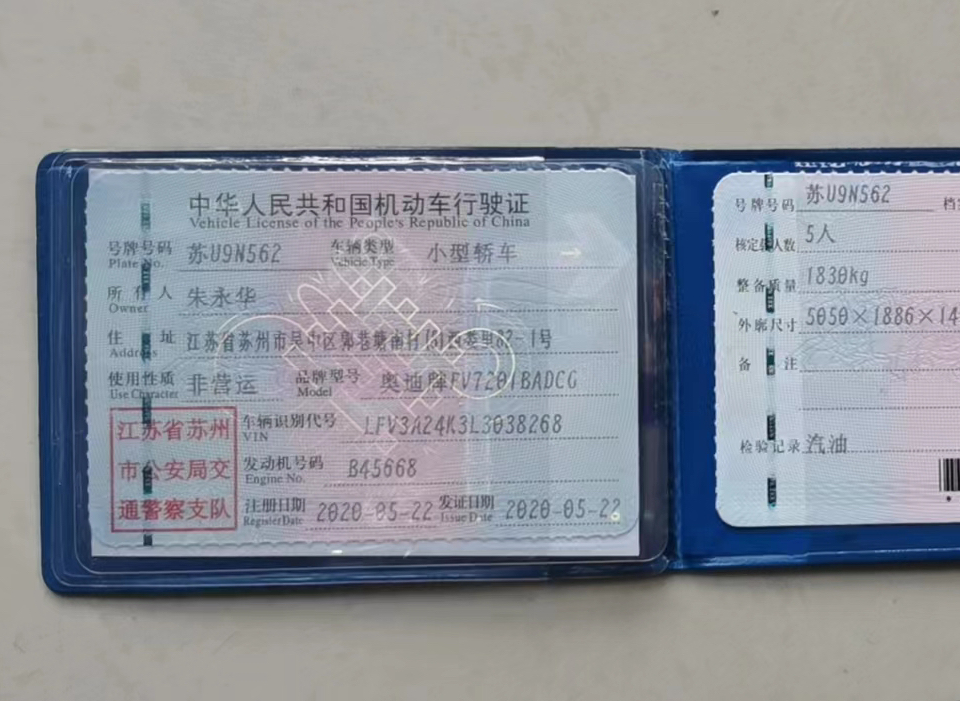 中华人民共和国机动车行驶证
Vehicle License of the People's Republic of China
号牌号码 苏U9N562 车辆类型 小型轿车
Plate No. Vehicle Type
所有人 朱永华
Owner
住址 江苏省苏州市吴中区郭巷塘南村
Address
使用性质 非营运 品牌型号 奥迪牌FV7201BADCG
Use Character Model
江苏省苏州
市公安局交
通警察支队
车辆识别代号 LFV3A24K3L3038268
VIN
发动机号码 B45668
Engine No.
注册日期 2020-05-22 发证日期 2020-05-22
Register Date Issue Date
号牌号码 苏U9N562 档
核定载人数 5人
整备质量 1830kg
外廓尺寸 5050×1886×14
备注
检验记录 汽油